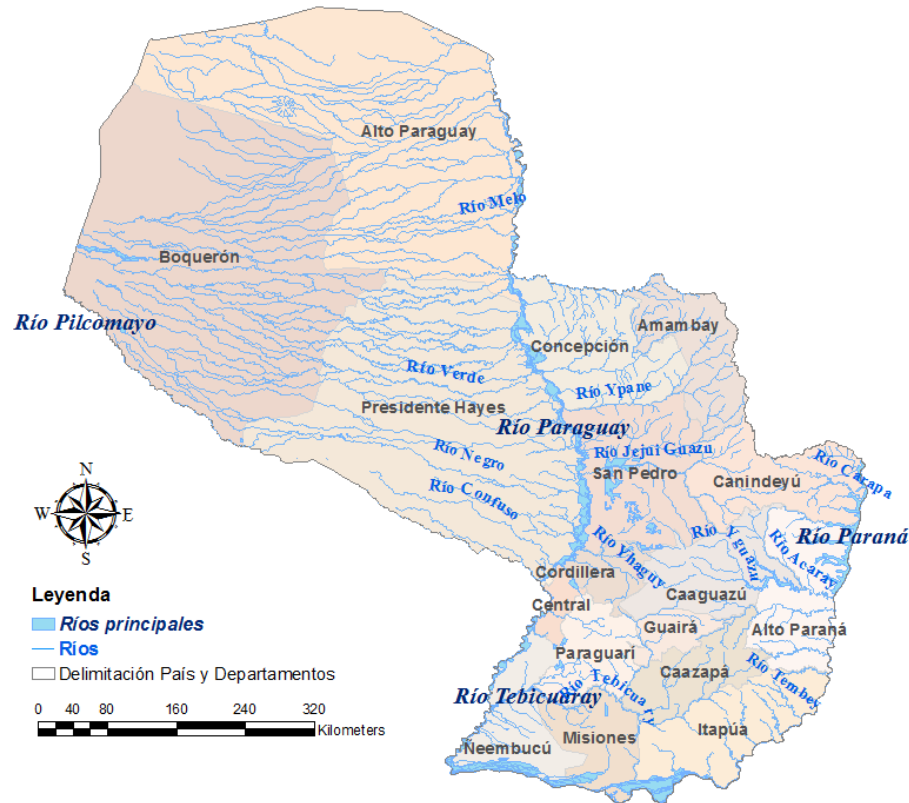 Alto Paraguay
Río Melo
Boquerón
Río Pilcomayo
Amambay
Concepción
Río Verde
Río Ypane
Presidente Hayes
Río Paraguay
Río Negro
Río Jejui Guazu
San Pedro
Río Carapa
Canindeyú
Río Confuso
Río Yguazu
Río Paraná
Río Acaray
Río Yhaguy
Cordillera
Caaguazú
Central
Guairá
Alto Paraná
Paraguarí
Caazapá
Río Tembey
Río Tebicuary
Río Tebicuaray
Itapúa
Misiones
Ñeembucú
N
W
E
S
Leyenda
Ríos principales
Ríos
Delimitación País y Departamentos
0 40 80 160 240 320
Kilometers